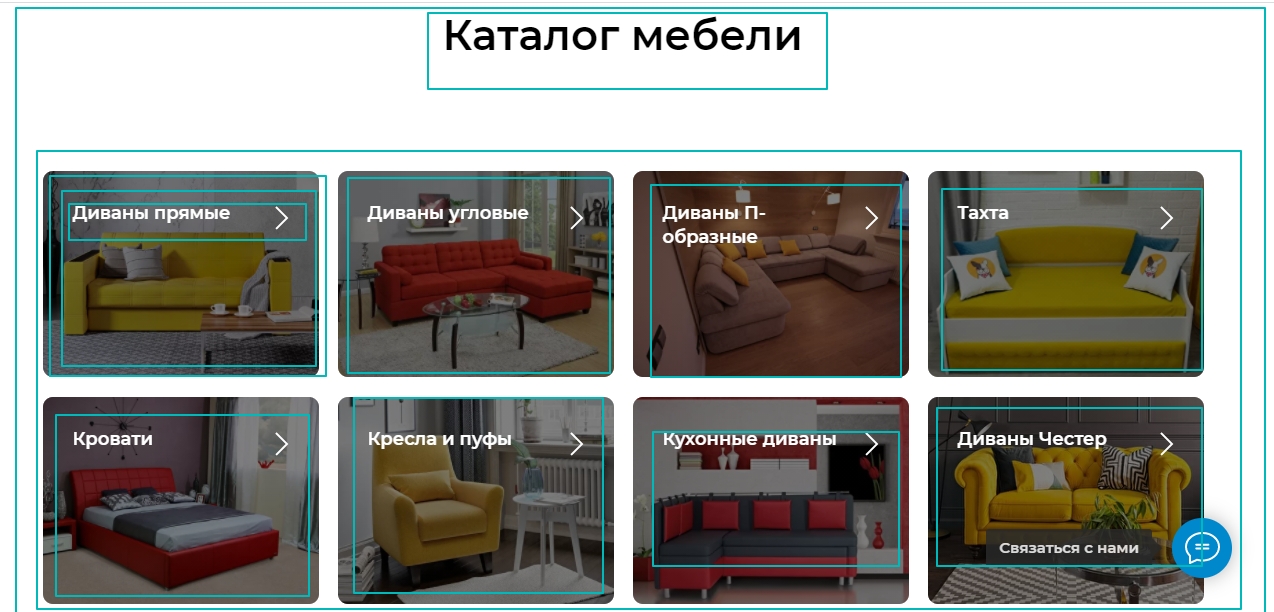 Каталог мебели
Диваны прямые
Диваны угловые
Диваны П-
образные
Тахта
Кровати
Кресла и пуфы
Кухонные диваны
Диваны Честер
Связаться с нами